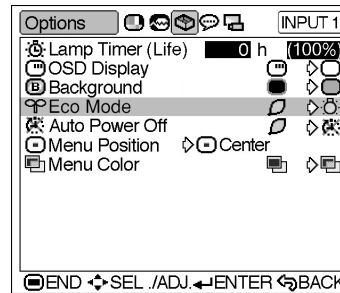 Options INPUT 1
Lamp Timer (Life) 0 h (100%)
OSD Display
B Background
Eco Mode
Auto Power Off
Menu Position Center
Menu Color
END SEL ./ADJ. ENTER BACK